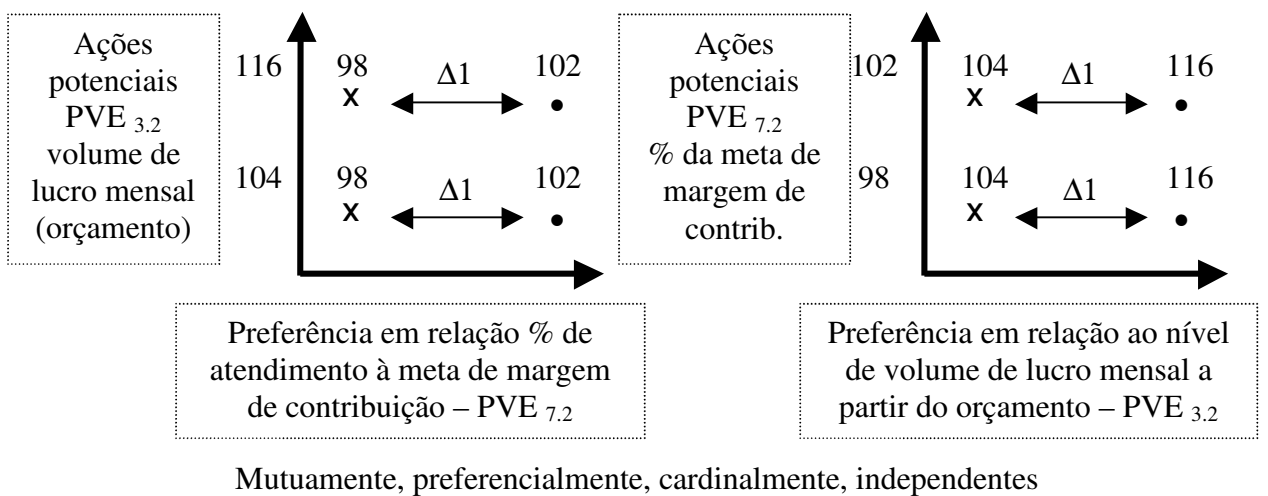 Ações
potenciais
PVE 3.2
volume de
lucro mensal
(orçamento)
116 98 Δ1 102
x •
104 98 Δ1 102
x •
Preferência em relação % de
atendimento à meta de margem
de contribuição – PVE 7.2
Ações
potenciais
PVE 7.2
% da meta de
margem de
contrib.
102 104 Δ1 116
x •
98 104 Δ1 116
x •
Preferência em relação ao nível
de volume de lucro mensal a
partir do orçamento – PVE 3.2
Mutuamente, preferencialmente, cardinalmente, independentes